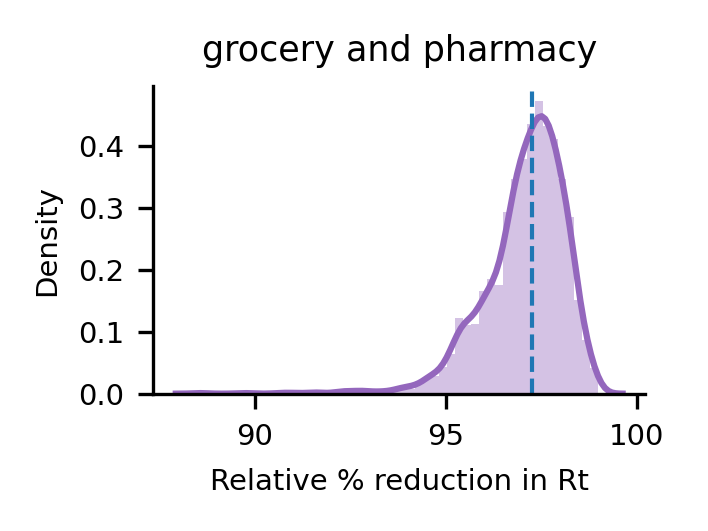 grocery and pharmacy
Density
0.4
0.3
0.2
0.1
0.0
90
95
100
Relative % reduction in Rt